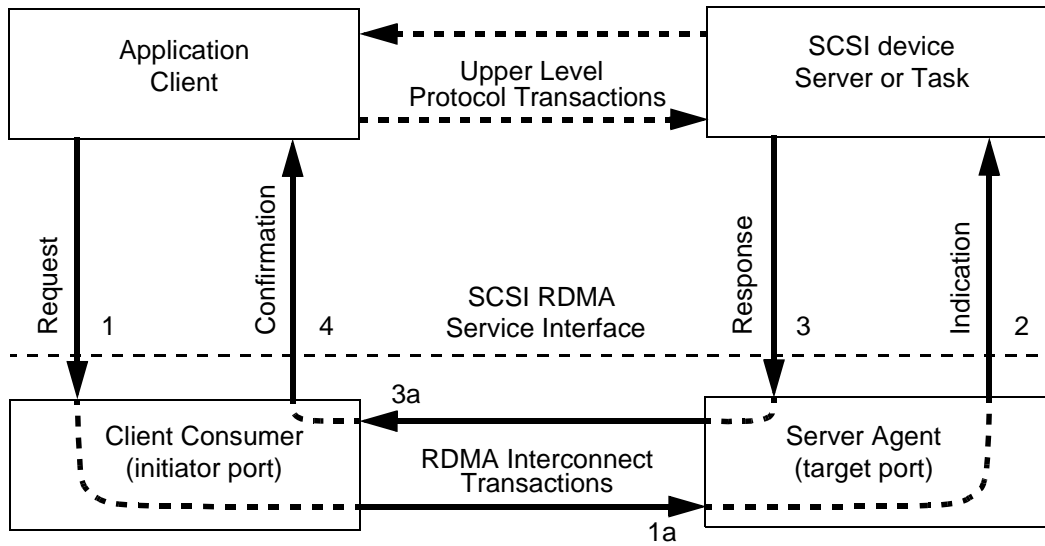 Application
Client
Upper Level
Protocol Transactions
SCSI device
Server or Task
Request
1
Confirmation
4
SCSI RDMA
Service Interface
Response
3
Indication
2
3a
Client Consumer
(initiator port)
RDMA Interconnect
Transactions
Server Agent
(target port)
1a